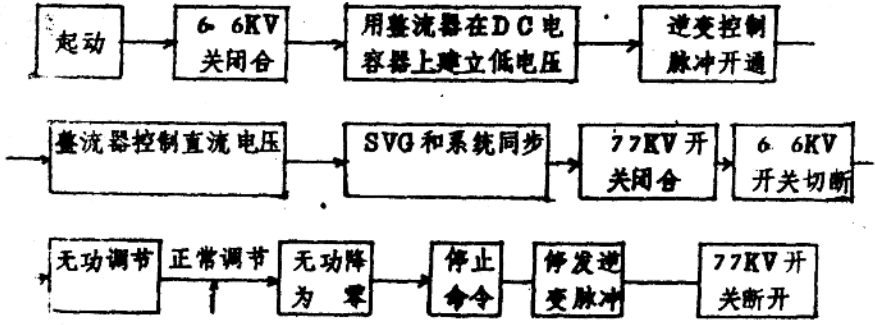 起动
6.6KV
关闭合
用整流器在DC电
容器上建立低电压
逆变控制
脉冲开通
整流器控制直流电压
SVG和系统同步
77KV开
关闭合
6.6KV
开关切断
无功调节
正常调节
无功降
为零
停止
命令
停发逆
变脉冲
77KV开
关断开